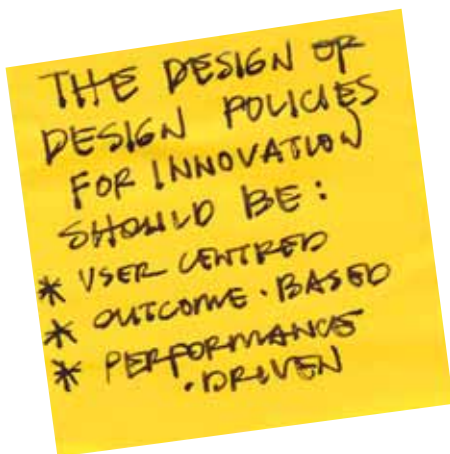 THE DESIGN OF
DESIGN POLICIES
FOR INNOVATION
SHOULD BE:
* USER CENTRED
* OUTCOME · BASED
* PERFORMANCE
· DRIVEN